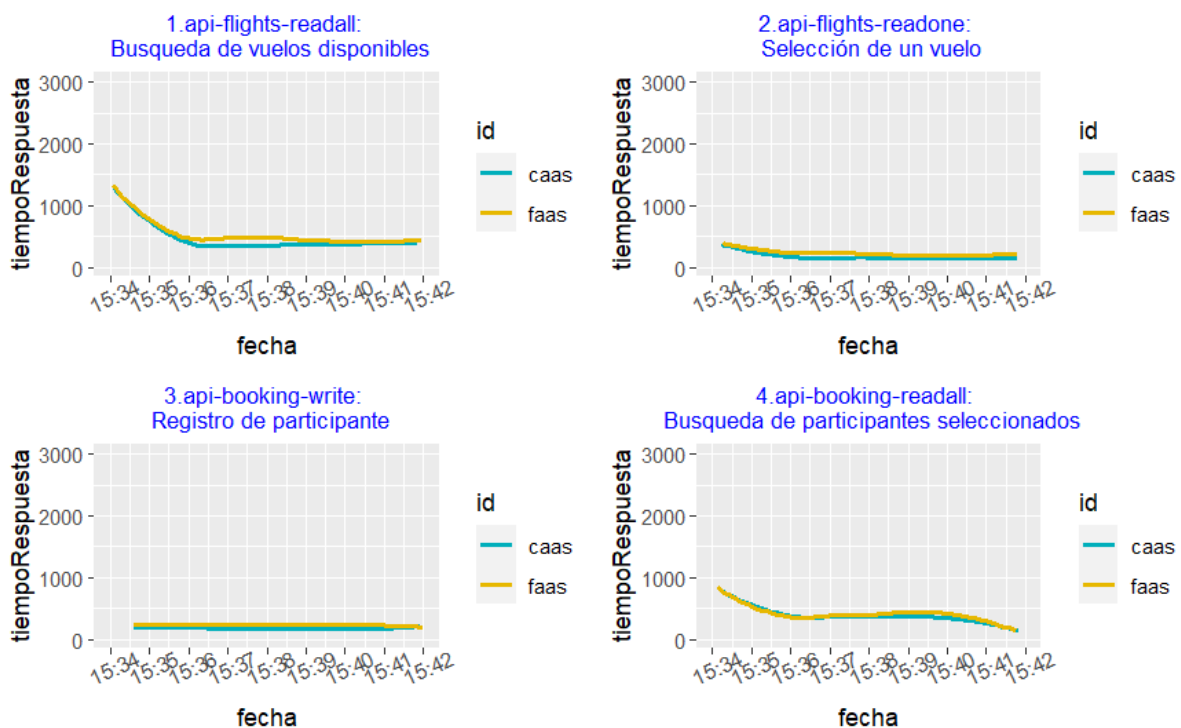 1.api-flights-readall:
Busqueda de vuelos disponibles
tiempoRespuesta
3000
2000
1000
0
15:34
15:35
15:36
15:37
15:38
15:39
15:40
15:41
15:42
fecha
id
caas
faas
2.api-flights-readone:
Selección de un vuelo
tiempoRespuesta
3000
2000
1000
0
15:34
15:35
15:36
15:37
15:38
15:39
15:40
15:41
15:42
fecha
id
caas
faas
3.api-booking-write:
Registro de participante
tiempoRespuesta
3000
2000
1000
0
15:34
15:35
15:36
15:37
15:38
15:39
15:40
15:41
15:42
fecha
id
caas
faas
4.api-booking-readall:
Busqueda de participantes seleccionados
tiempoRespuesta
3000
2000
1000
0
15:34
15:35
15:36
15:37
15:38
15:39
15:40
15:41
15:42
fecha
id
caas
faas